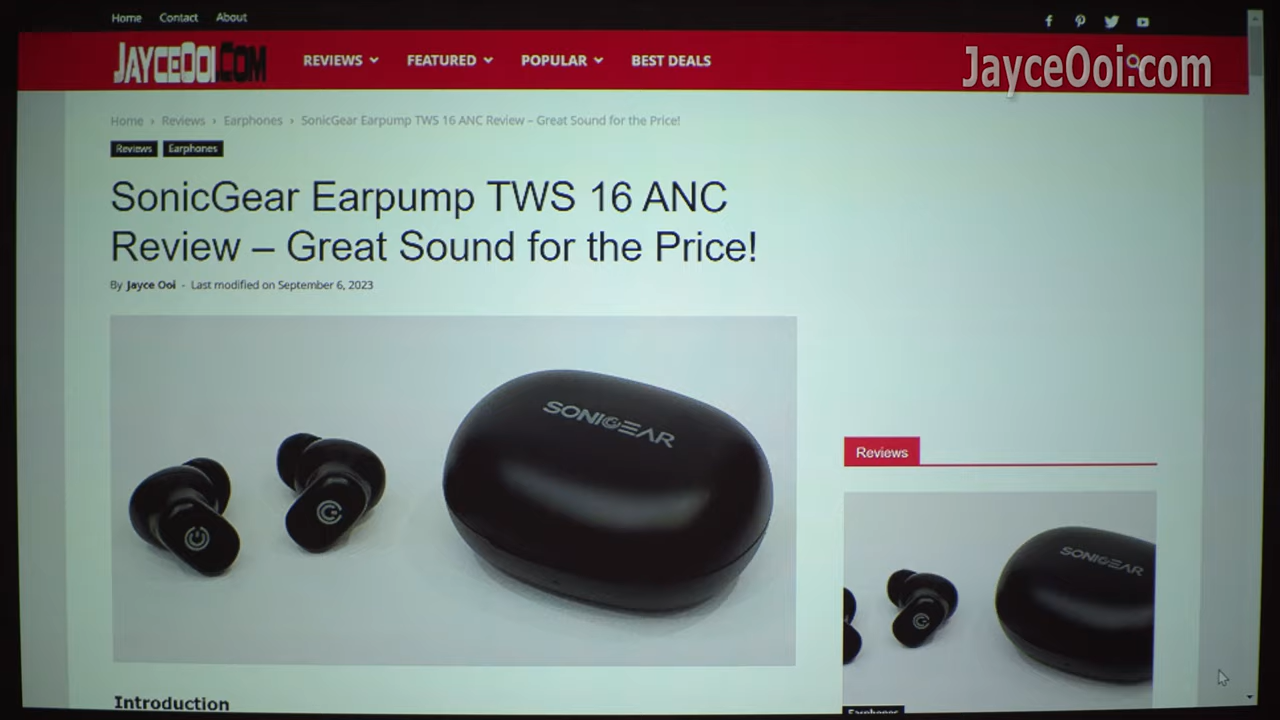 Home Contact About
JAYCEOOI.COM REVIEWS FEATURED POPULAR BEST DEALS
JayceOoi.com
Home › Reviews › Earphones › SonicGear Earpump TWS 16 ANC Review – Great Sound for the Price!
Reviews Earphones
SonicGear Earpump TWS 16 ANC
Review – Great Sound for the Price!
By Jayce Ooi - Last modified on September 6, 2023
SONICGEAR
Reviews
SONICGEAR
Introduction
Earphones